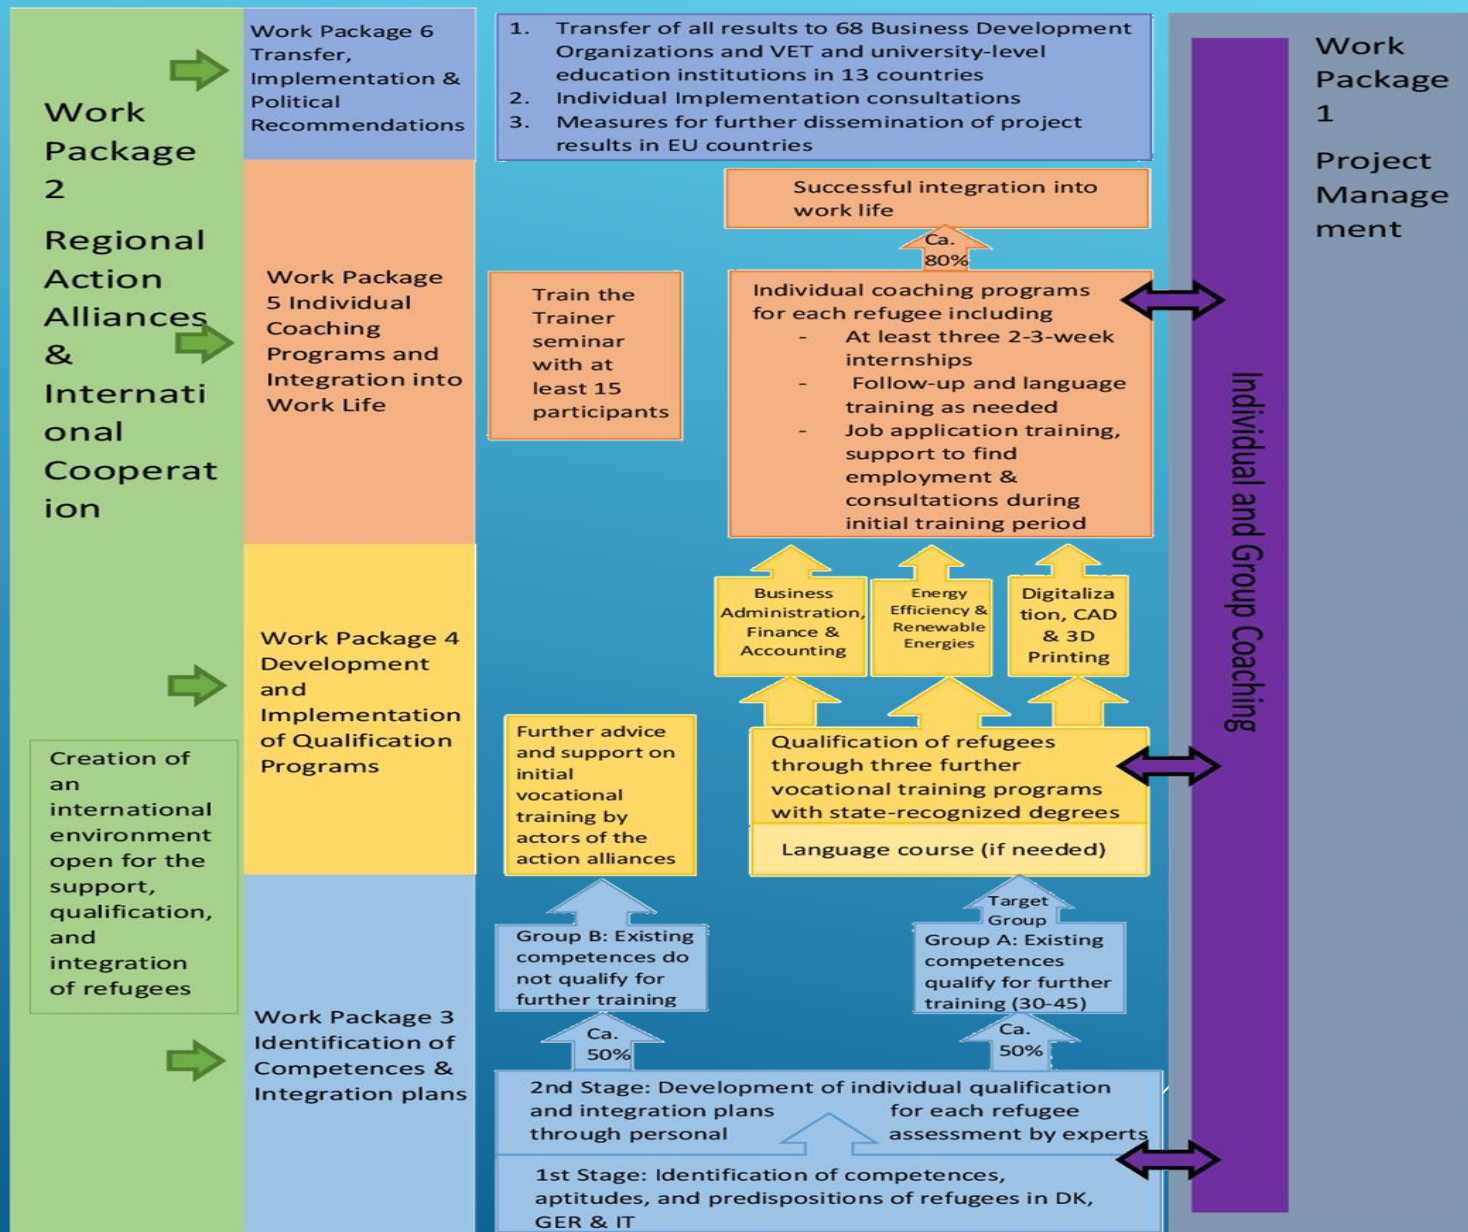 Work
Package
2
Regional
Action
Alliances
&
Internati
onal
Cooperat
ion
Creation of
an
international
environment
open for the
support,
qualification,
and
integration
of refugees
Work Package 6
Transfer,
Implementation &
Political
Recommendations
1. Transfer of all results to 68 Business Development
Organizations and VET and university-level
education institutions in 13 countries
2. Individual Implementation consultations
3. Measures for further dissemination of project
results in EU countries
Work Package
5 Individual
Coaching
Programs and
Integration into
Work Life
Train the
Trainer
seminar
with at
least 15
participants
Successful integration into
work life
Ca.
80%
Individual coaching programs
for each refugee including
- At least three 2-3-week
internships
- Follow-up and language
training as needed
- Job application training,
support to find
employment &
consultations during
initial training period
Work Package 4
Development
and
Implementation
of Qualification
Programs
Business
Administration,
Finance &
Accounting
Energy
Efficiency &
Renewable
Energies
Digitaliza
tion, CAD
& 3D
Printing
Further advice
and support on
initial
vocational
training by
actors of the
action alliances
Qualification of refugees
through three further
vocational training programs
with state-recognized degrees
Language course (if needed)
Work Package 3
Identification of
Competences &
Integration plans
Group B: Existing
competences do
not qualify for
further training
Target
Group
Group A: Existing
competences
qualify for further
training (30-45)
Ca.
50%
Ca.
50%
2nd Stage: Development of individual qualification
and integration plans for each refugee
through personal assessment by experts
1st Stage: Identification of competences,
aptitudes, and predispositions of refugees in DK,
GER & IT
Individual and Group Coaching
Work
Package
1
Project
Manage
ment